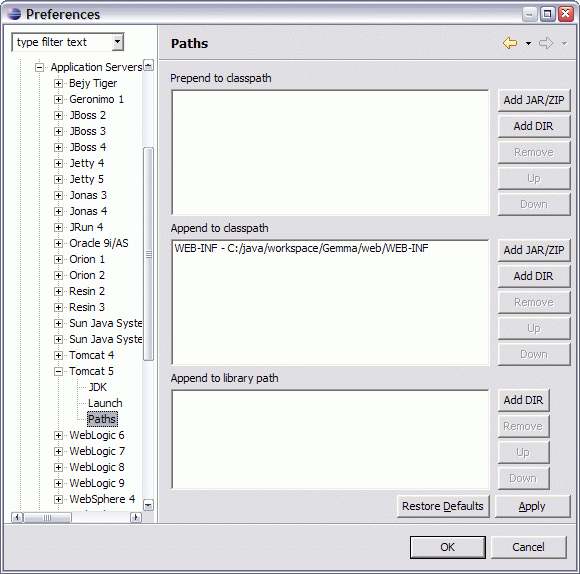 Preferences
type filter text
Application Servers
Bejy Tiger
Geronimo 1
JBoss 2
JBoss 3
JBoss 4
Jetty 4
Jetty 5
Jonas 3
Jonas 4
JRun 4
Oracle 9i/AS
Orion 1
Orion 2
Resin 2
Resin 3
Sun Java Syste
Sun Java Syste
Tomcat 4
Tomcat 5
JDK
Launch
Paths
WebLogic 6
WebLogic 7
WebLogic 8
WebLogic 9
WebSphere 4
Paths
Prepend to classpath
Add JAR/ZIP
Add DIR
Remove
Up
Down
Append to classpath
WEB-INF - C:/java/workspace/Gemma/web/WEB-INF
Add JAR/ZIP
Add DIR
Remove
Up
Down
Append to library path
Add DIR
Remove
Up
Down
Restore Defaults
Apply
OK
Cancel